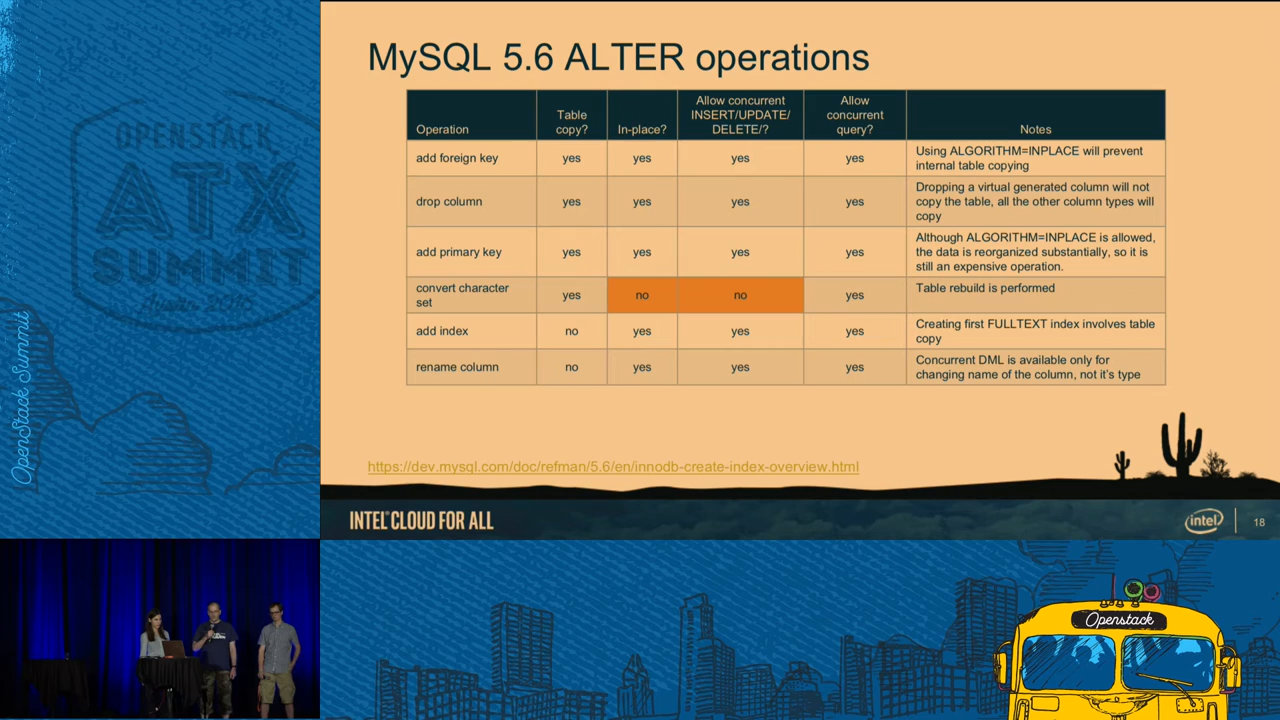 OPENSTACK
ATX
SUMMIT
Austin 2016
OpenStack Summit
MySQL 5.6 ALTER operations
Operation
Table copy?
In-place?
Allow concurrent INSERT/UPDATE/ DELETE/?
Allow concurrent query?
Notes
add foreign key
yes
yes
yes
yes
Using ALGORITHM=INPLACE will prevent
internal table copying
drop column
yes
yes
yes
yes
Dropping a virtual generated column will not
copy the table, all the other column types will
copy
add primary key
yes
yes
yes
yes
Although ALGORITHM=INPLACE is allowed,
the data is reorganized substantially, so it is
still an expensive operation.
convert character
set
yes
no
no
yes
Table rebuild is performed
add index
no
yes
yes
yes
Creating first FULLTEXT index involves table
copy
rename column
no
yes
yes
yes
Concurrent DML is available only for
changing name of the column, not it's type
https://dev.mysql.com/doc/refman/5.6/en/innodb-create-index-overview.html
INTEL® CLOUD FOR ALL
intel
18
Openstack